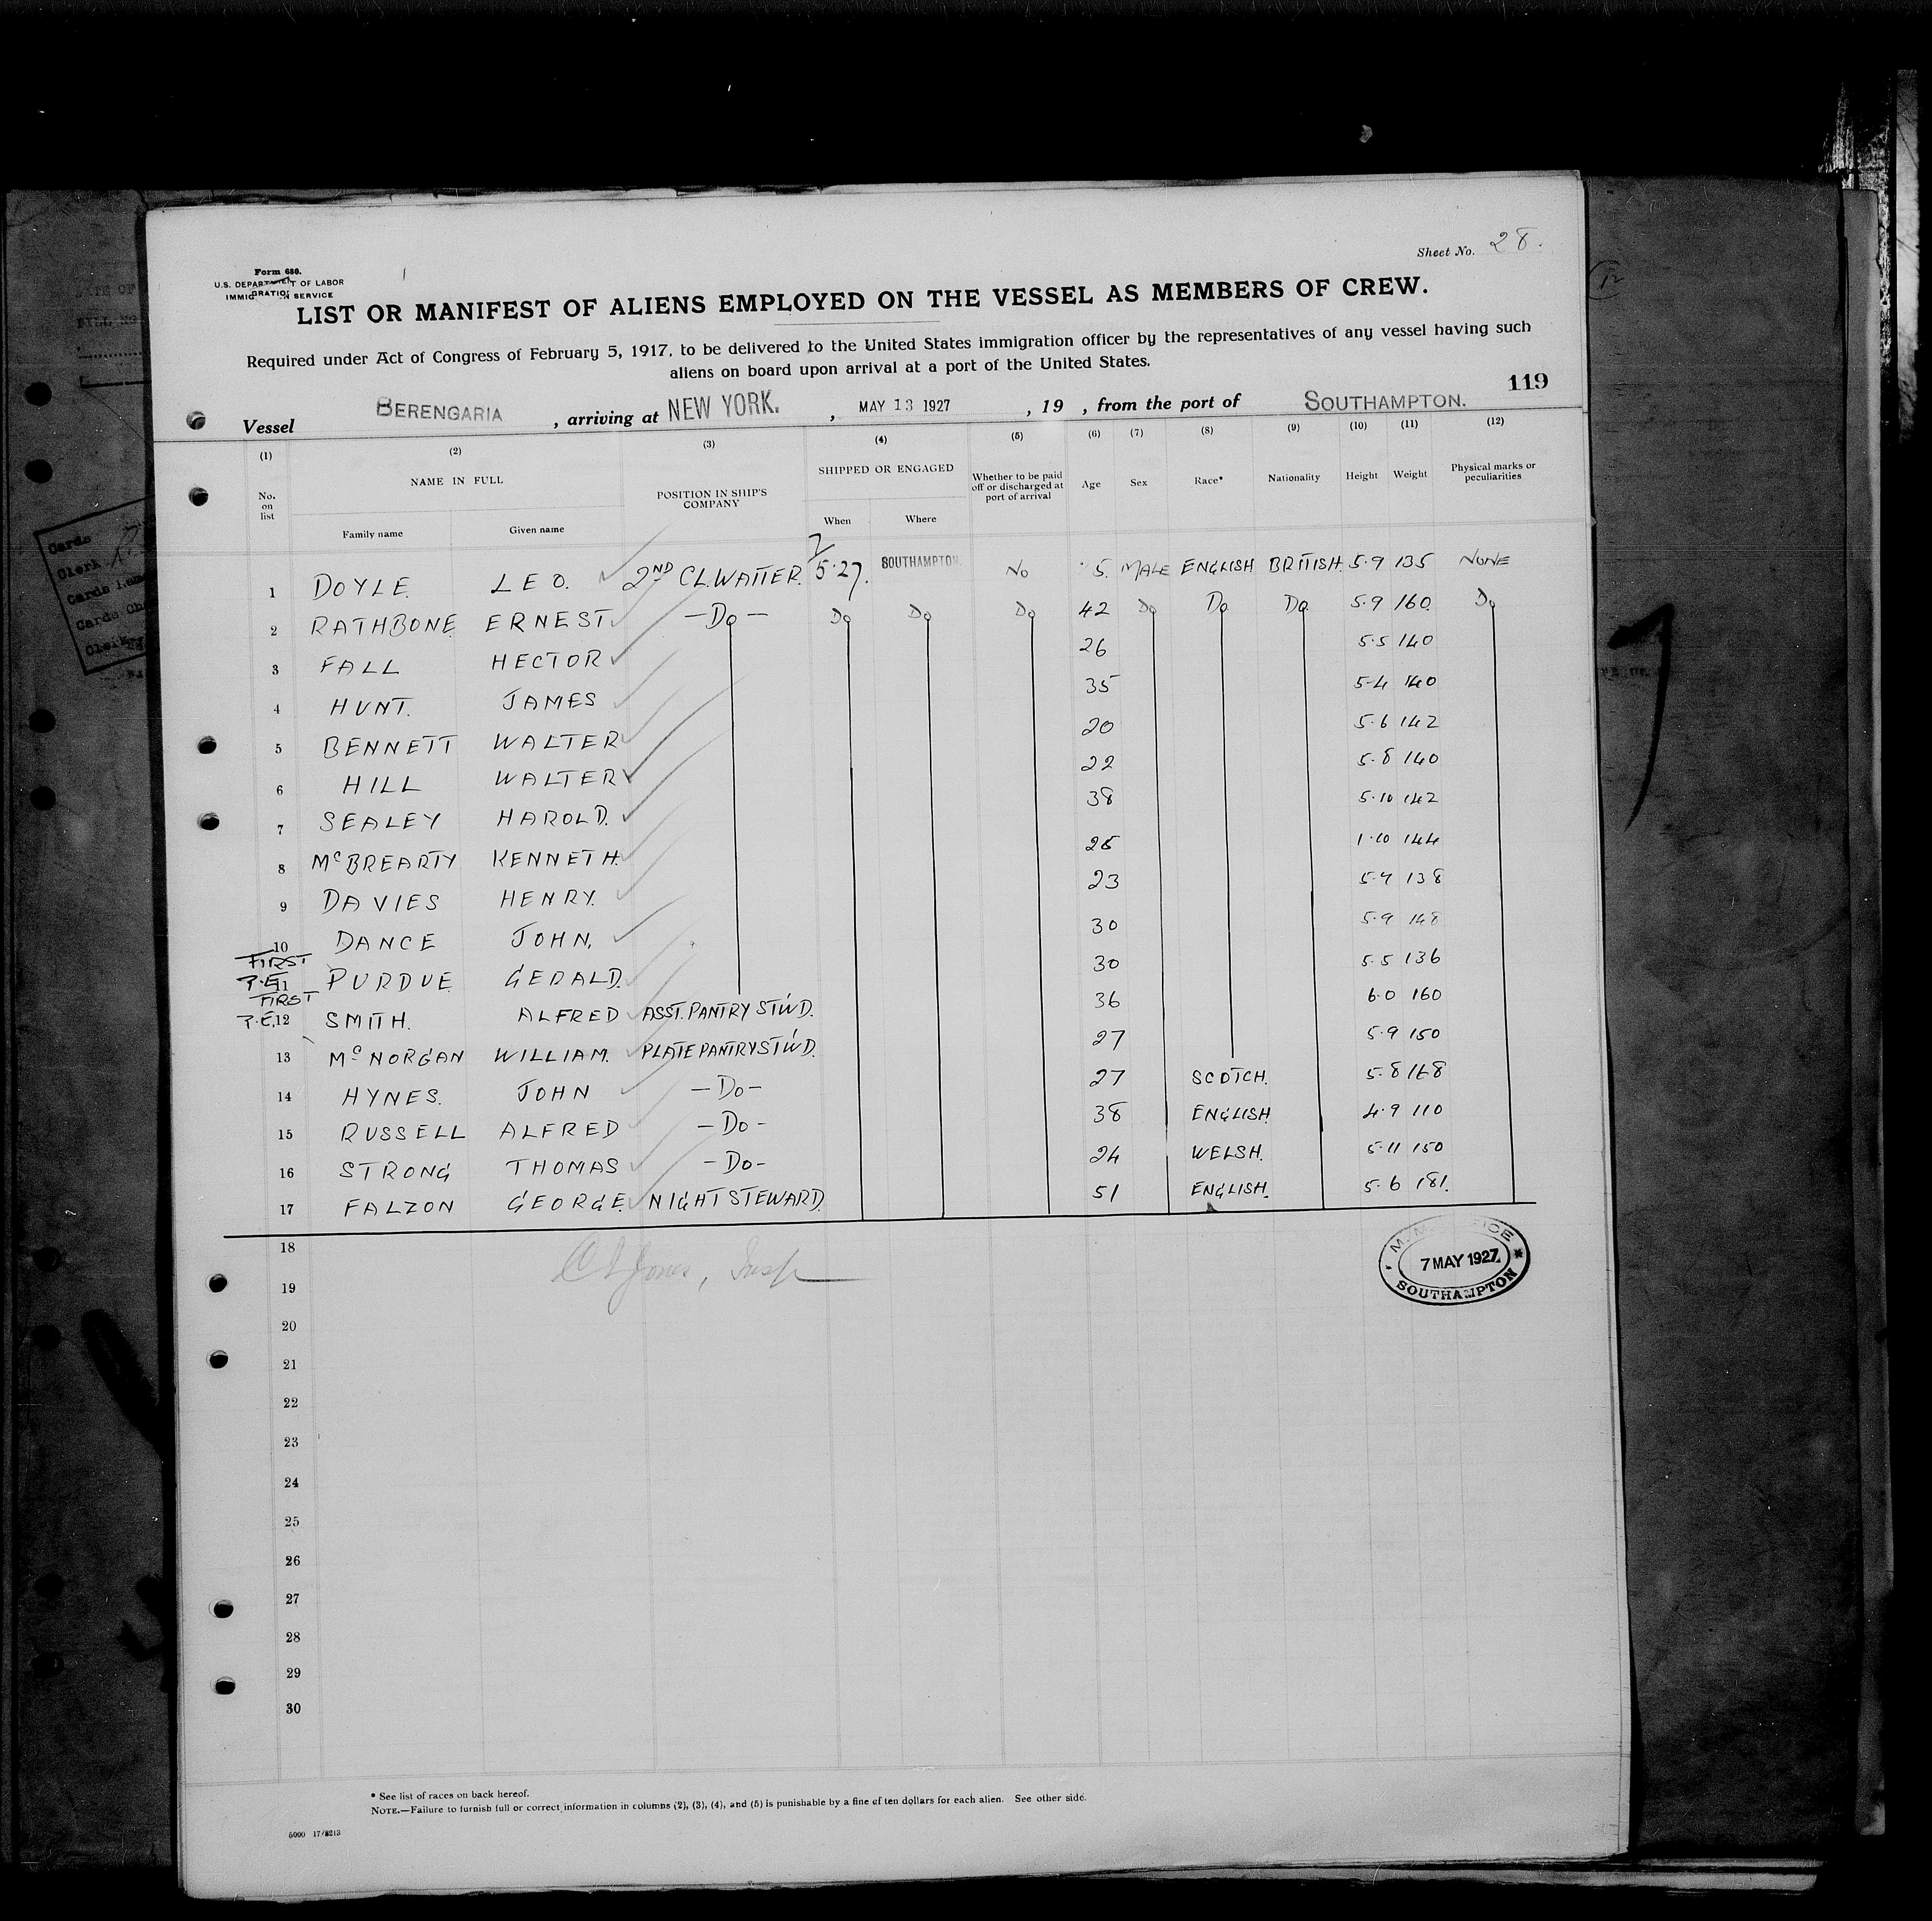 Sheet No. 28.
Form 680.
U.S. DEPARTMENT OF LABOR
IMMIGRATION SERVICE
LIST OR MANIFEST OF ALIENS EMPLOYED ON THE VESSEL AS MEMBERS OF CREW.
Required under Act of Congress of February 5, 1917, to be delivered to the United States immigration officer by the representatives of any vessel having such
aliens on board upon arrival at a port of the United States.
119
Vessel BERENGARIA , arriving at NEW YORK. , MAY 13 1927 , 19 , from the port of SOUTHAMPTON.
(1) (2) (3) (4) (5) (6) (7) (8) (9) (10) (11) (12)
No. on list NAME IN FULL POSITION IN SHIP'S COMPANY SHIPPED OR ENGAGED Whether to be paid off or discharged at port of arrival Age Sex Race* Nationality Height Weight Physical marks or peculiarities
Family name Given name When Where
1 DOYLE. LEO. 2ND CL. WAITER. 7/5.27. SOUTHAMPTON. No 5 MALE ENGLISH BRITISH. 5.9 135 NONE
2 RATHBONE ERNEST -Do- Do Do Do 42 Do Do Do 5.9 160. Do
3 FALL HECTOR 26 5.5 140
4 HUNT. JAMES 35 5-4 140
5 BENNETT WALTER 20 5.6 142
6 HILL WALTER 22 5.8 140
7 SEALEY HAROLD. 38 5.10 142
8 McBREARTY KENNETH. 26 1.10 144
9 DAVIES HENRY. 23 5.7 138
10 DANCE JOHN. 30 5.9 148
FIRST
P.E. 11 PURDUE GERALD. 30 5.5 136
FIRST
P.E. 12 SMITH. ALFRED ASST. PANTRY ST'W'D. 36 6.0 160
13 McNORGAN WILLIAM. PLATE PANTRY ST'W'D. 27 5.9 150
14 HYNES. JOHN -Do- 27 SCOTCH. 5.8 168
15 RUSSELL ALFRED -Do- 38 ENGLISH 4.9 110
16 STRONG THOMAS -Do- 24 WELSH. 5-11 150
17 FALZON GEORGE. NIGHT STEWARD. 51 ENGLISH. 5.6 181.
18
Jones, Insp
7 MAY 1927
SOUTHAMPTON
19
20
21
22
23
24
25
26
27
28
29
30
* See list of races on back hereof.
NOTE.—Failure to furnish full or correct information in columns (2), (3), (4), and (5) is punishable by a fine of ten dollars for each alien. See other side.
5000 17/8213